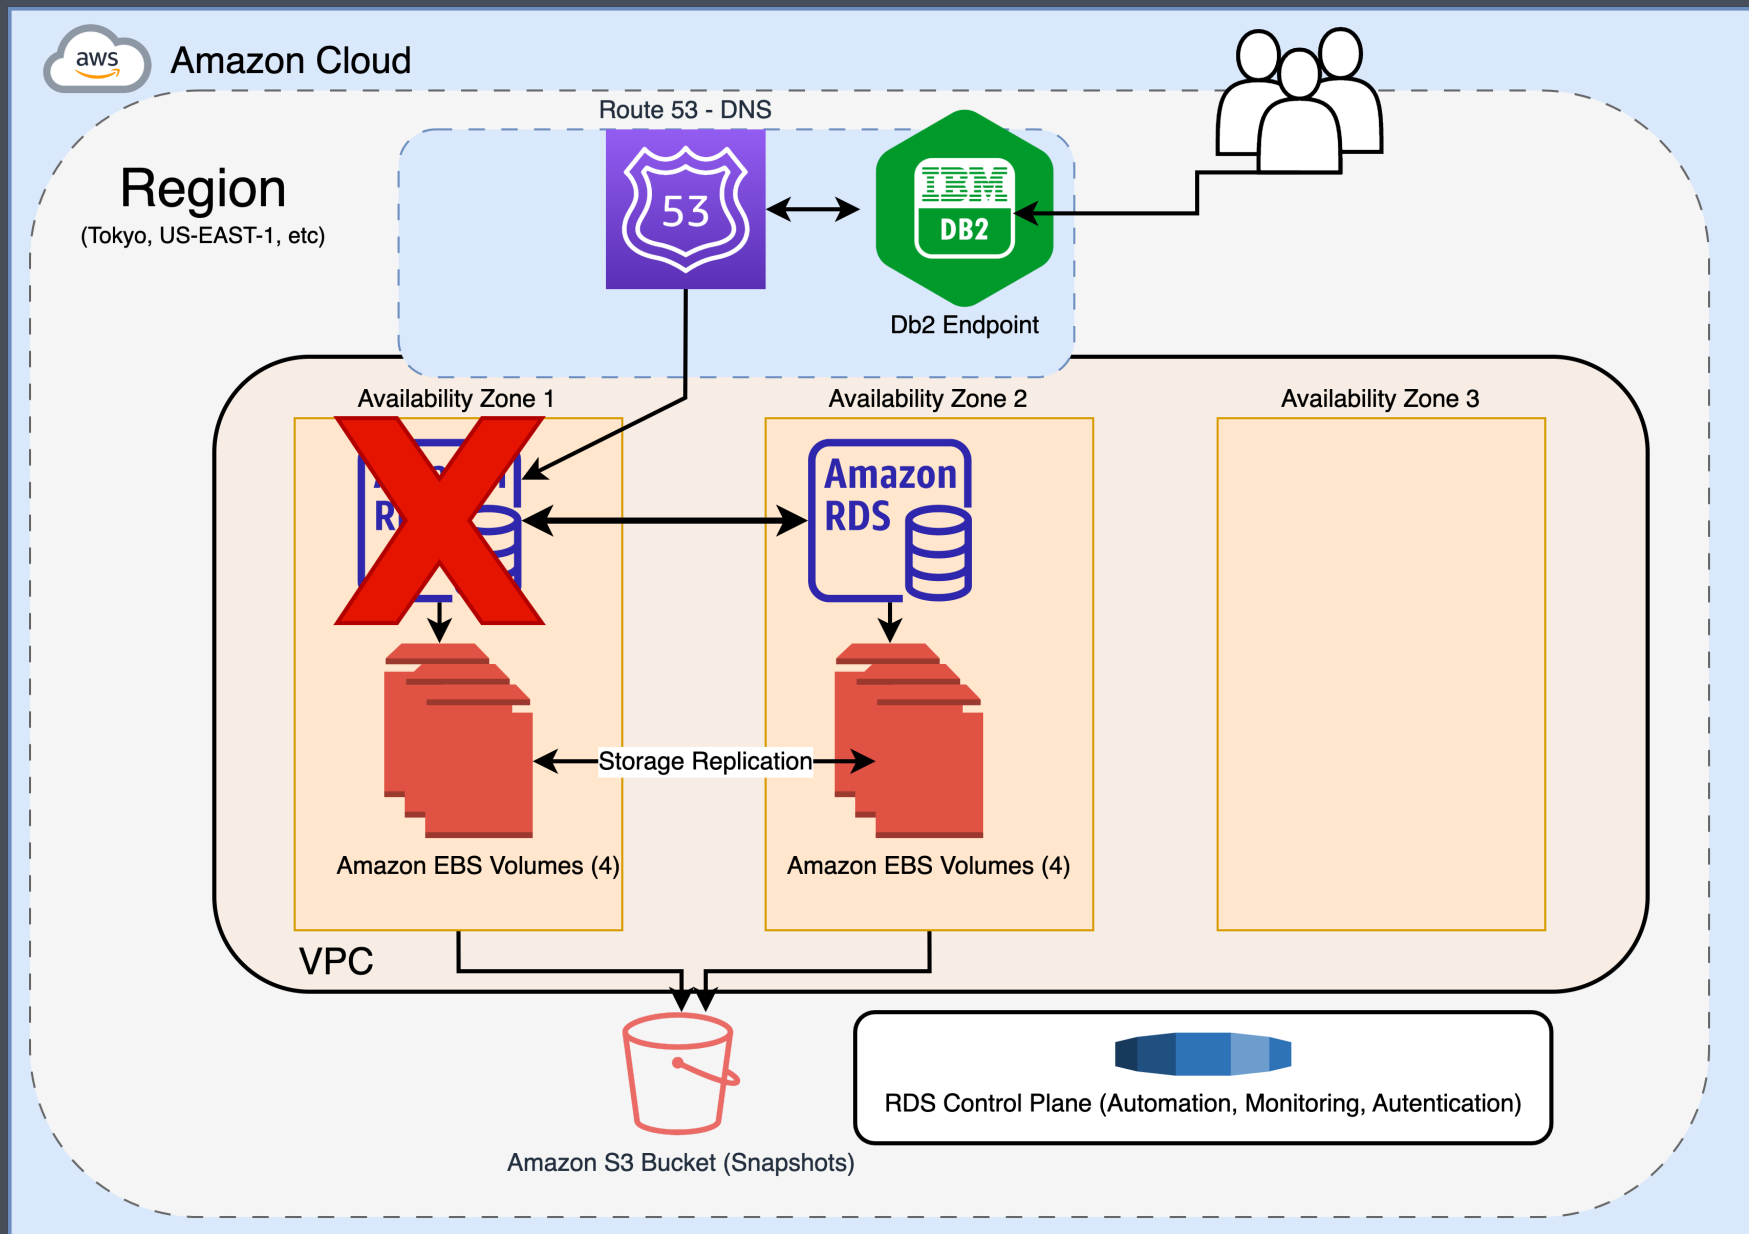 aws
Amazon Cloud
Route 53 - DNS
Region
(Tokyo, US-EAST-1, etc)
53
IBM
DB2
Db2 Endpoint
Availability Zone 1
Availability Zone 2
Availability Zone 3
Amazon
RDS
Storage Replication
Amazon EBS Volumes (4)
Amazon EBS Volumes (4)
VPC
RDS Control Plane (Automation, Monitoring, Autentication)
Amazon S3 Bucket (Snapshots)